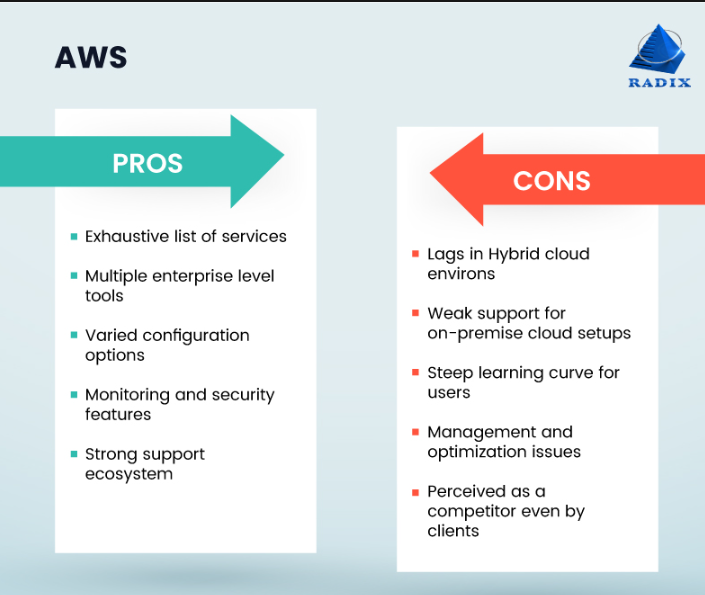 AWS
RADIX
PROS
Exhaustive list of services
Multiple enterprise level
tools
Varied configuration
options
Monitoring and security
features
Strong support
ecosystem
CONS
Lags in Hybrid cloud
environs
Weak support for
on-premise cloud setups
Steep learning curve for
users
Management and
optimization issues
Perceived as a
competitor even by
clients